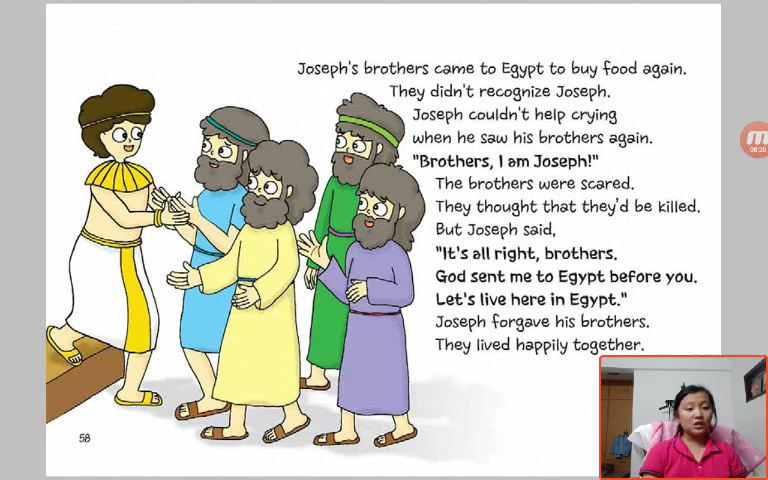 Joseph's brothers came to Egypt to buy food again.
They didn't recognize Joseph.
Joseph couldn't help crying
when he saw his brothers again.
"Brothers, I am Joseph!"
The brothers were scared.
They thought that they'd be killed.
But Joseph said,
"It's all right, brothers.
God sent me to Egypt before you.
Let's live here in Egypt."
Joseph forgave his brothers.
They lived happily together.
58
08:20